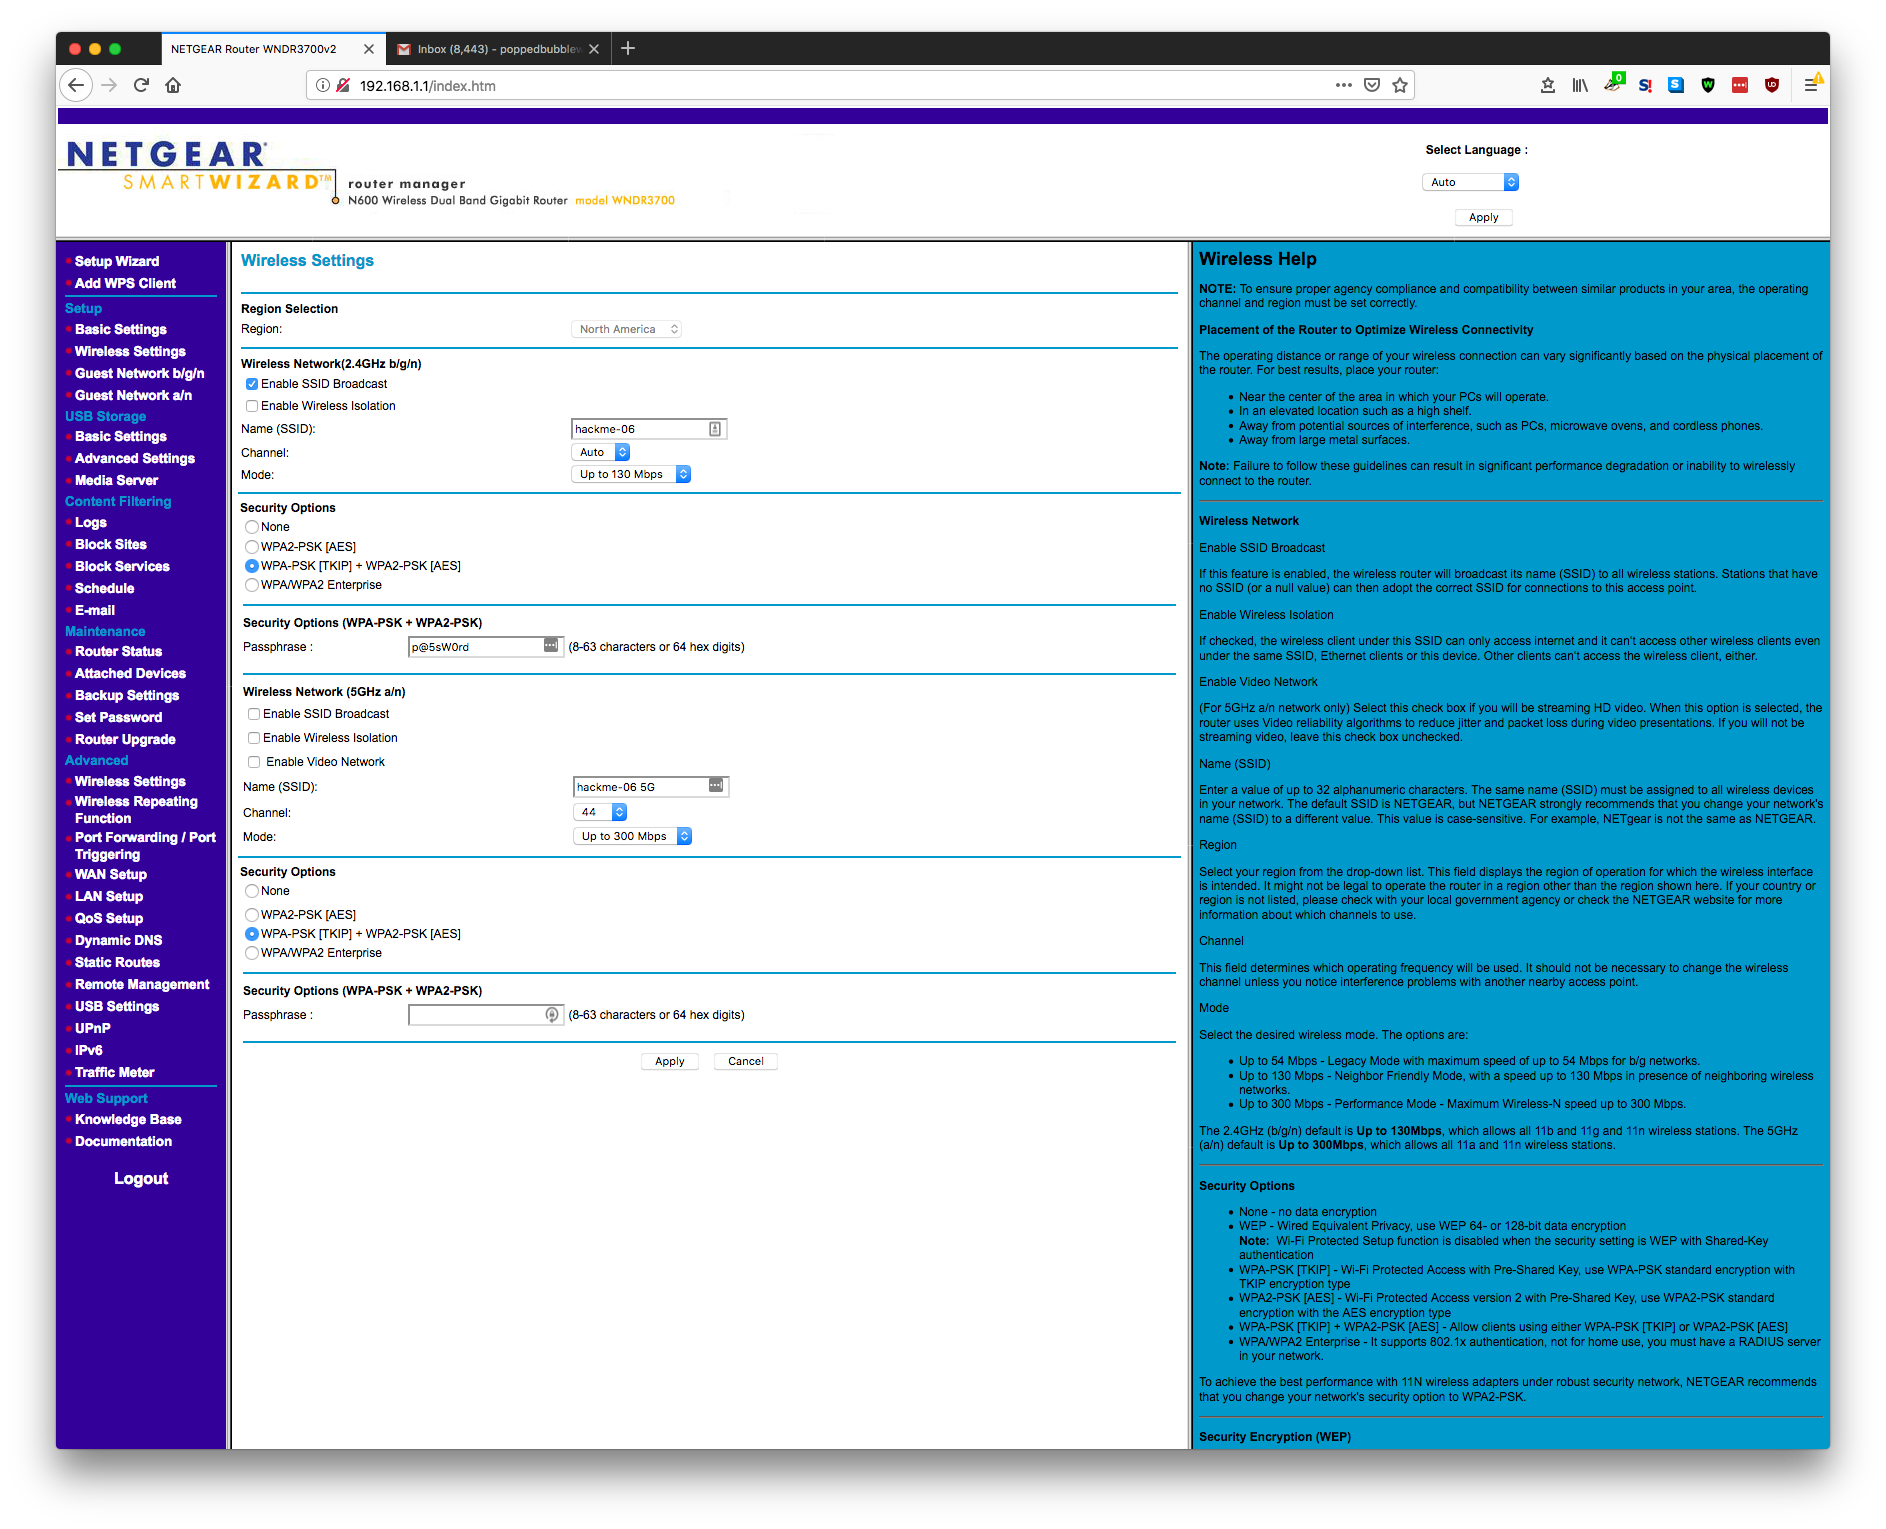 NETGEAR Router WNDR3700v2
Inbox (8,443) - poppedbubblew
192.168.1.1/index.htm
0
NETGEAR®
SMARTWIZARD™
router manager
N600 Wireless Dual Band Gigabit Router model WNDR3700
Select Language :
Auto
Apply
Setup Wizard
Add WPS Client
Setup
Basic Settings
Wireless Settings
Guest Network b/g/n
Guest Network a/n
USB Storage
Basic Settings
Advanced Settings
Media Server
Content Filtering
Logs
Block Sites
Block Services
Schedule
E-mail
Maintenance
Router Status
Attached Devices
Backup Settings
Set Password
Router Upgrade
Advanced
Wireless Settings
Wireless Repeating
Function
Port Forwarding / Port
Triggering
WAN Setup
LAN Setup
QoS Setup
Dynamic DNS
Static Routes
Remote Management
USB Settings
UPnP
IPv6
Traffic Meter
Web Support
Knowledge Base
Documentation
Logout
Wireless Settings
Region Selection
Region: North America
Wireless Network(2.4GHz b/g/n)
Enable SSID Broadcast
Enable Wireless Isolation
Name (SSID): hackme-06
Channel: Auto
Mode: Up to 130 Mbps
Security Options
None
WPA2-PSK [AES]
WPA-PSK [TKIP] + WPA2-PSK [AES]
WPA/WPA2 Enterprise
Security Options (WPA-PSK + WPA2-PSK)
Passphrase : p@5sW0rd (8-63 characters or 64 hex digits)
Wireless Network (5GHz a/n)
Enable SSID Broadcast
Enable Wireless Isolation
Enable Video Network
Name (SSID): hackme-06 5G
Channel: 44
Mode: Up to 300 Mbps
Security Options
None
WPA2-PSK [AES]
WPA-PSK [TKIP] + WPA2-PSK [AES]
WPA/WPA2 Enterprise
Security Options (WPA-PSK + WPA2-PSK)
Passphrase : (8-63 characters or 64 hex digits)
Apply Cancel
Wireless Help
NOTE: To ensure proper agency compliance and compatibility between similar products in your area, the operating
channel and region must be set correctly.
Placement of the Router to Optimize Wireless Connectivity
The operating distance or range of your wireless connection can vary significantly based on the physical placement of
the router. For best results, place your router:
• Near the center of the area in which your PCs will operate.
• In an elevated location such as a high shelf.
• Away from potential sources of interference, such as PCs, microwave ovens, and cordless phones.
• Away from large metal surfaces.
Note: Failure to follow these guidelines can result in significant performance degradation or inability to wirelessly
connect to the router.
Wireless Network
Enable SSID Broadcast
If this feature is enabled, the wireless router will broadcast its name (SSID) to all wireless stations. Stations that have
no SSID (or a null value) can then adopt the correct SSID for connections to this access point.
Enable Wireless Isolation
If checked, the wireless client under this SSID can only access internet and it can't access other wireless clients even
under the same SSID, Ethernet clients or this device. Other clients can't access the wireless client, either.
Enable Video Network
(For 5GHz a/n network only) Select this check box if you will be streaming HD video. When this option is selected, the
router uses Video reliability algorithms to reduce jitter and packet loss during video presentations. If you will not be
streaming video, leave this check box unchecked.
Name (SSID)
Enter a value of up to 32 alphanumeric characters. The same name (SSID) must be assigned to all wireless devices
in your network. The default SSID is NETGEAR, but NETGEAR strongly recommends that you change your network's
name (SSID) to a different value. This value is case-sensitive. For example, NETgear is not the same as NETGEAR.
Region
Select your region from the drop-down list. This field displays the region of operation for which the wireless interface
is intended. It might not be legal to operate the router in a region other than the region shown here. If your country or
region is not listed, please check with your local government agency or check the NETGEAR website for more
information about which channels to use.
Channel
This field determines which operating frequency will be used. It should not be necessary to change the wireless
channel unless you notice interference problems with another nearby access point.
Mode
Select the desired wireless mode. The options are:
• Up to 54 Mbps - Legacy Mode with maximum speed of up to 54 Mbps for b/g networks.
• Up to 130 Mbps - Neighbor Friendly Mode, with a speed up to 130 Mbps in presence of neighboring wireless
networks.
• Up to 300 Mbps - Performance Mode - Maximum Wireless-N speed up to 300 Mbps.
The 2.4GHz (b/g/n) default is Up to 130Mbps, which allows all 11b and 11g and 11n wireless stations. The 5GHz
(a/n) default is Up to 300Mbps, which allows all 11a and 11n wireless stations.
Security Options
• None - no data encryption
• WEP - Wired Equivalent Privacy, use WEP 64- or 128-bit data encryption
Note: Wi-Fi Protected Setup function is disabled when the security setting is WEP with Shared-Key
authentication
• WPA-PSK [TKIP] - Wi-Fi Protected Access with Pre-Shared Key, use WPA-PSK standard encryption with
TKIP encryption type
• WPA2-PSK [AES] - Wi-Fi Protected Access version 2 with Pre-Shared Key, use WPA2-PSK standard
encryption with the AES encryption type
• WPA-PSK [TKIP] + WPA2-PSK [AES] - Allow clients using either WPA-PSK [TKIP] or WPA2-PSK [AES]
• WPA/WPA2 Enterprise - It supports 802.1x authentication, not for home use, you must have a RADIUS server
in your network.
To achieve the best performance with 11N wireless adapters under robust security network, NETGEAR recommends
that you change your network's security option to WPA2-PSK.
Security Encryption (WEP)